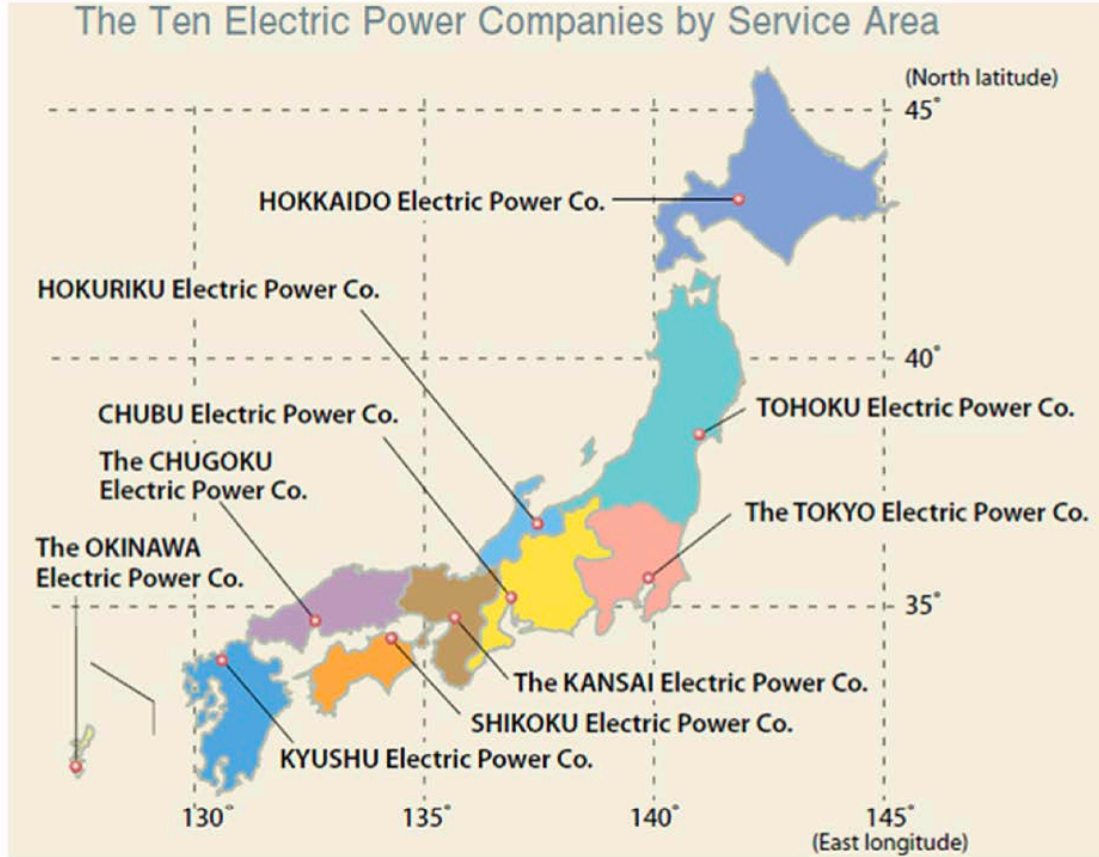 The Ten Electric Power Companies by Service Area
(North latitude)
45°
HOKKAIDO Electric Power Co.
HOKURIKU Electric Power Co.
40°
CHUBU Electric Power Co.
TOHOKU Electric Power Co.
The CHUGOKU
Electric Power Co.
The TOKYO Electric Power Co.
The OKINAWA
Electric Power Co.
35°
The KANSAI Electric Power Co.
SHIKOKU Electric Power Co.
KYUSHU Electric Power Co.
130° 135° 140° 145°
(East longitude)